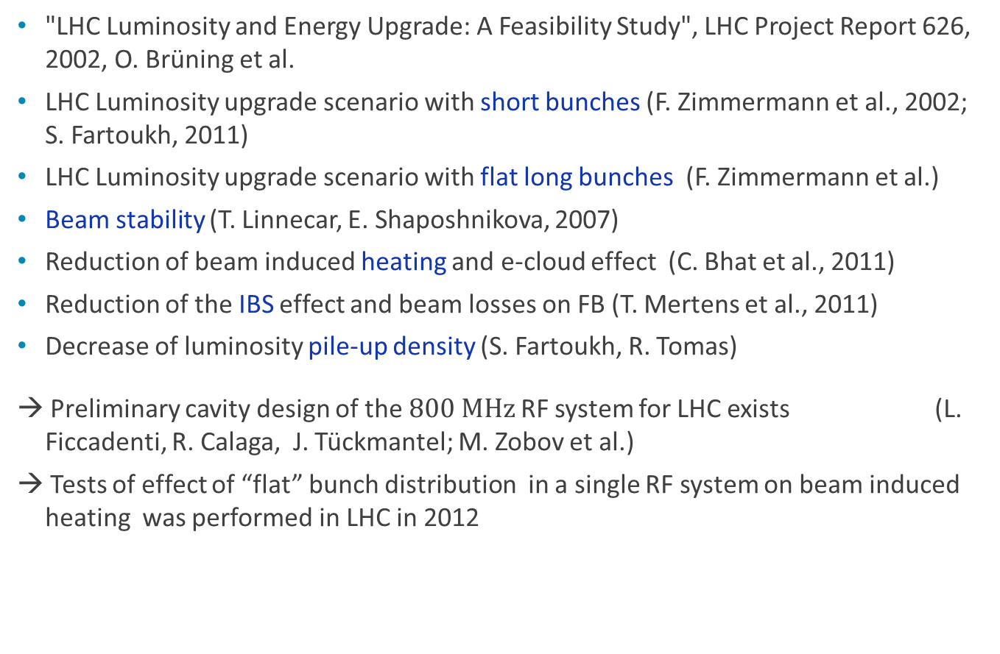 • "LHC Luminosity and Energy Upgrade: A Feasibility Study", LHC Project Report 626,
2002, O. Brüning et al.
• LHC Luminosity upgrade scenario with short bunches (F. Zimmermann et al., 2002;
S. Fartoukh, 2011)
• LHC Luminosity upgrade scenario with flat long bunches (F. Zimmermann et al.)
• Beam stability (T. Linnecar, E. Shaposhnikova, 2007)
• Reduction of beam induced heating and e-cloud effect (C. Bhat et al., 2011)
• Reduction of the IBS effect and beam losses on FB (T. Mertens et al., 2011)
• Decrease of luminosity pile-up density (S. Fartoukh, R. Tomas)
→ Preliminary cavity design of the 800 MHz RF system for LHC exists (L.
Ficcadenti, R. Calaga, J. Tückmantel; M. Zobov et al.)
→ Tests of effect of “flat” bunch distribution in a single RF system on beam induced
heating was performed in LHC in 2012